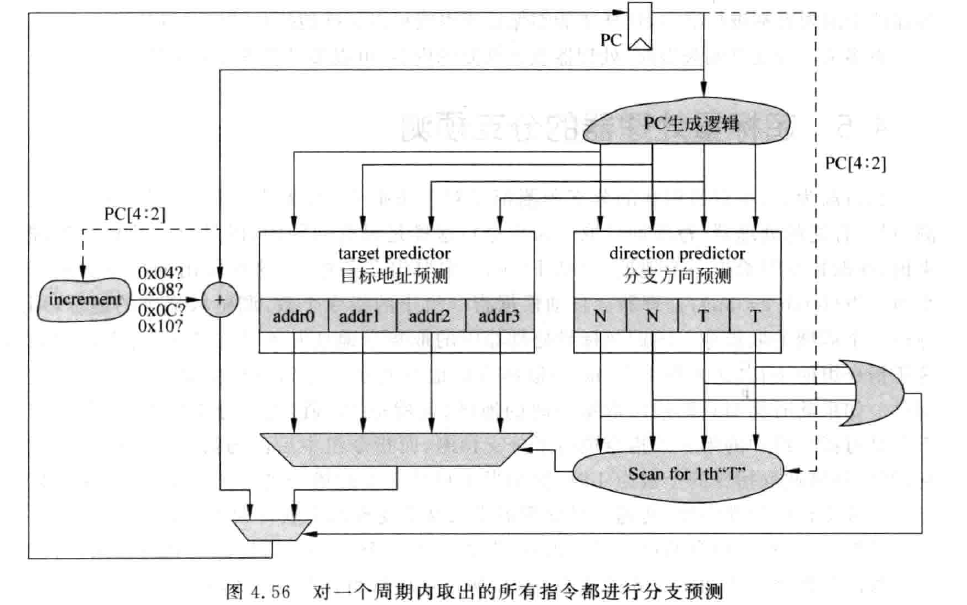 PC
PC生成逻辑
PC[4:2]
PC[4:2]
increment
0x04?
0x08?
0x0C?
0x10?
+
target predictor
目标地址预测
addr0 addr1 addr2 addr3
direction predictor
分支方向预测
N N T T
Scan for 1th“T”
图 4.56 对一个周期内取出的所有指令都进行分支预测